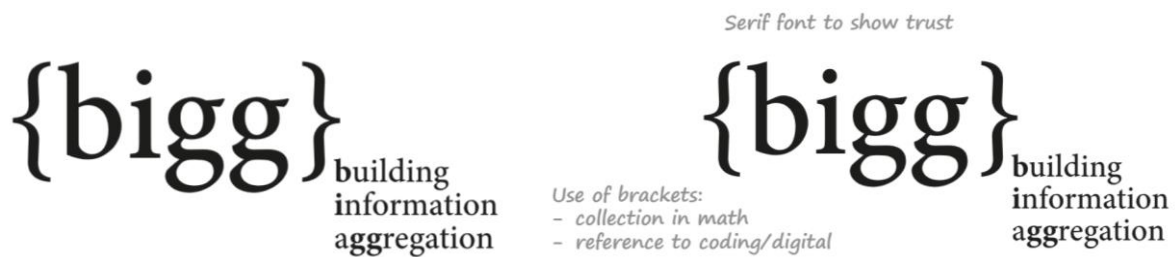 {bigg}
building
information
aggregation
Serif font to show trust
{bigg}
building
information
aggregation
Use of brackets:
- collection in math
- reference to coding/digital